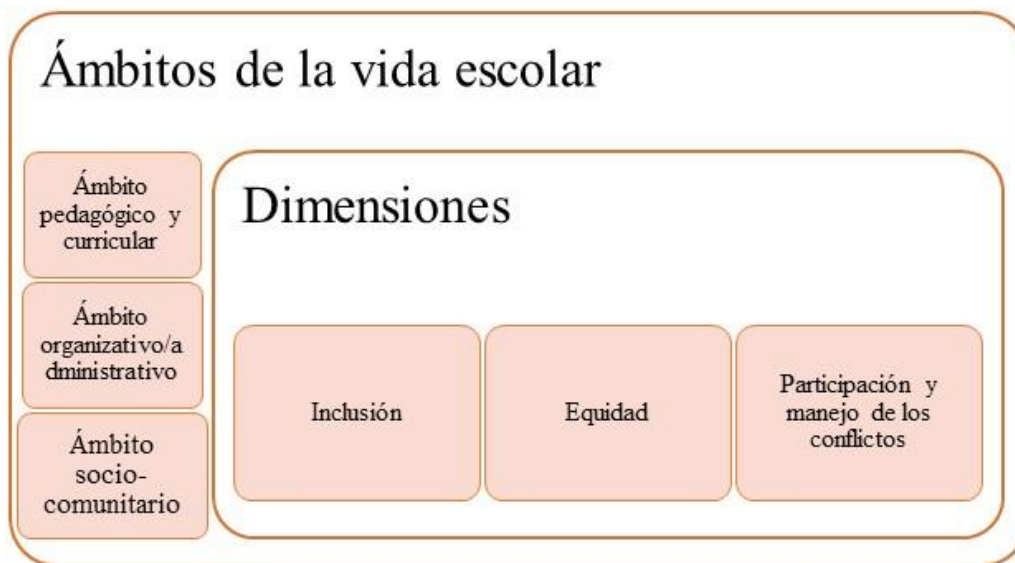 Ámbitos de la vida escolar
Ámbito
pedagógico y
curricular
Ámbito
organizativo/a
dministrativo
Ámbito
socio-
comunitario
Dimensiones
Inclusión
Equidad
Participación y
manejo de los
conflictos